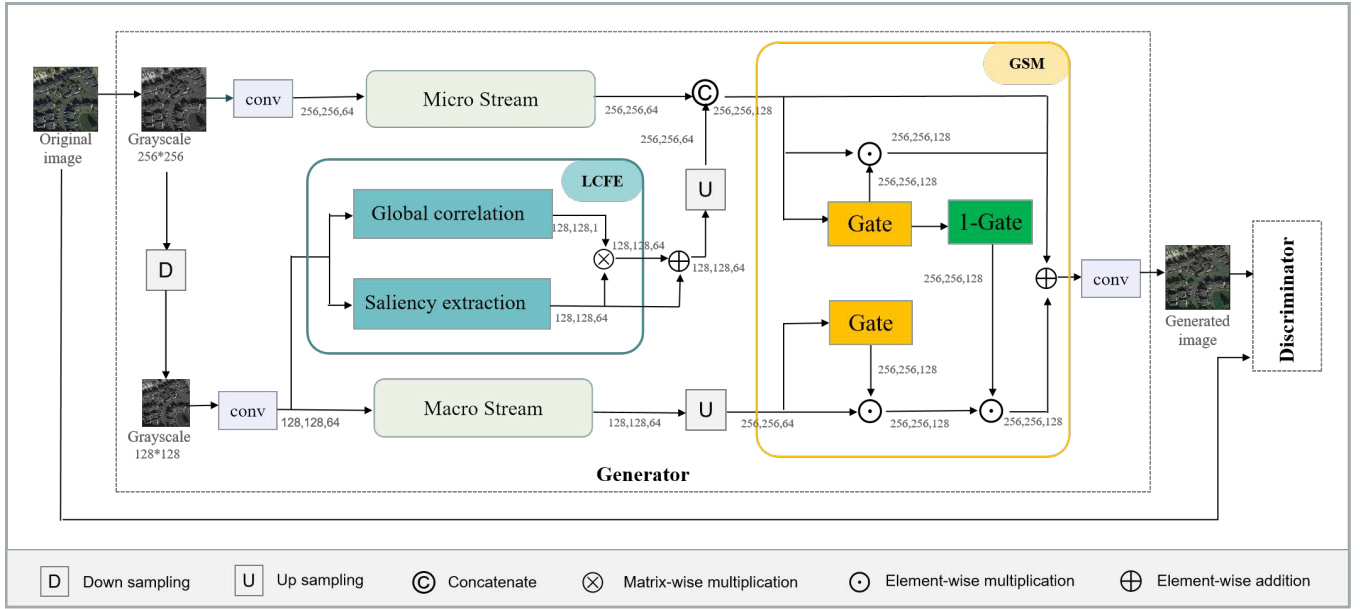 GSM
Original
image
Grayscale
256*256
conv
256,256,64
Micro Stream
256,256,64
C
256,256,128
256,256,64
U
LCFE
Global correlation
128,128,1
128,128,64
Saliency extraction
128,128,64
128,128,64
D
Grayscale
128*128
conv
128,128,64
Macro Stream
128,128,64
U
256,256,64
256,256,128
256,256,128
Gate
1-Gate
256,256,128
Gate
256,256,128
256,256,128
256,256,128
conv
Generated
image
Discriminator
Generator
D Down sampling
U Up sampling
C Concatenate
Matrix-wise multiplication
Element-wise multiplication
Element-wise addition